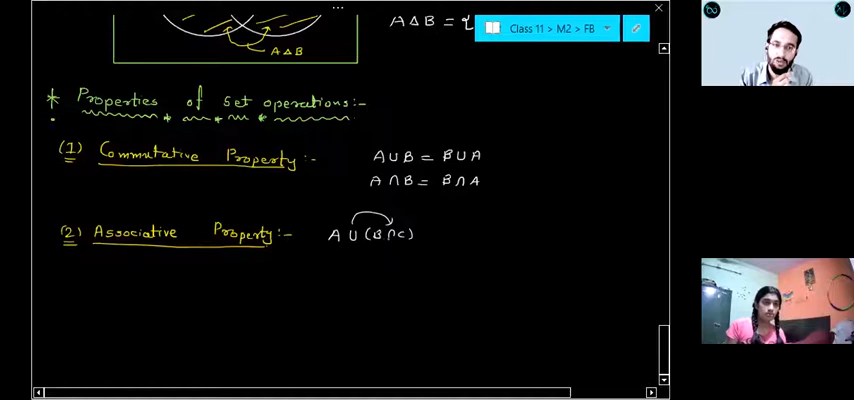 A Δ B
A Δ B = {
Class 11 > M2 > FB
* Properties of set operations:-
(1) Commutative Property :-
A ∪ B = B ∪ A
A ∩ B = B ∩ A
(2) Associative Property :-
A ∪ (B ∩ C)